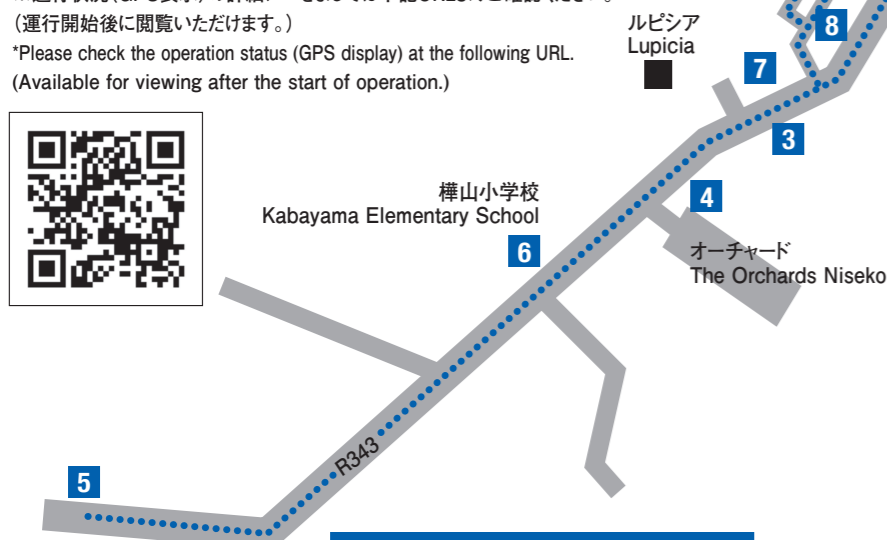 (運行開始後に閲覧いただけます。)
*Please check the operation status (GPS display) at the following URL.
(Available for viewing after the start of operation.)
ルピシア
Lupicia
8
7
3
4
樺山小学校
Kabayama Elementary School
6
オーチャード
The Orchards Niseko
R343
5